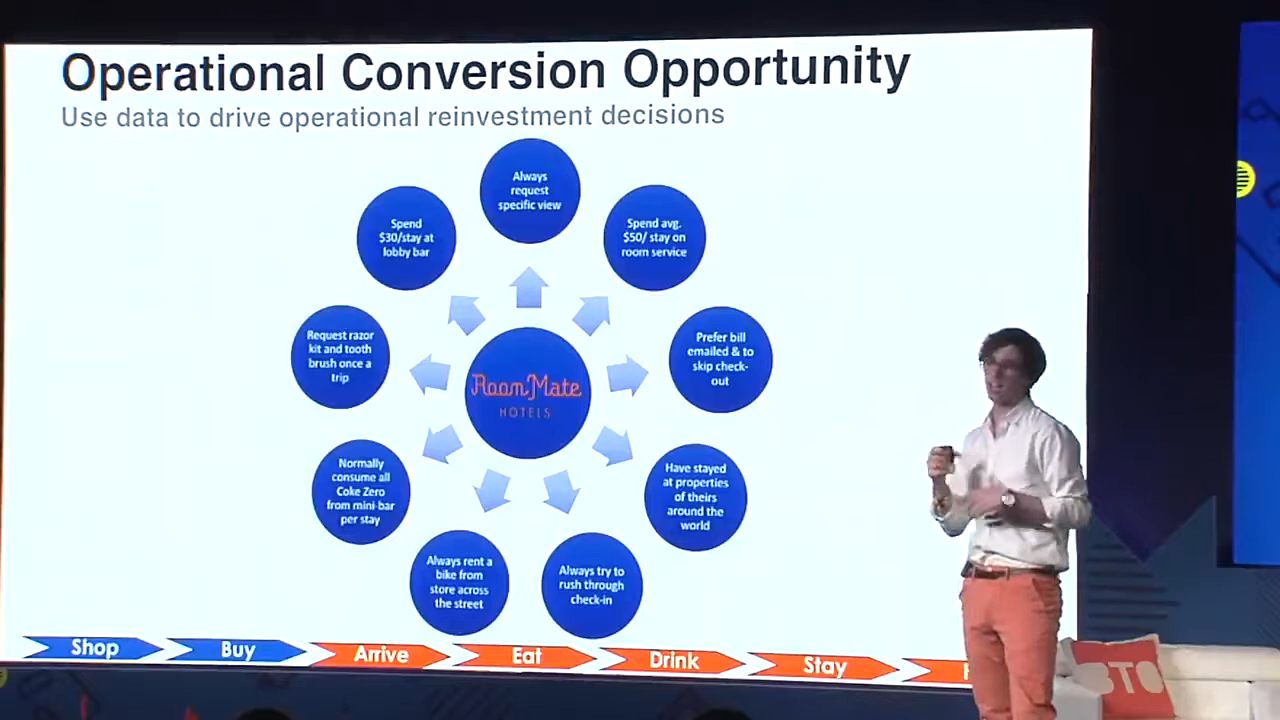 Operational Conversion Opportunity
Use data to drive operational reinvestment decisions
Always
request
specific view
Spend avg.
$50/ stay on
room service
Prefer bill
emailed & to
skip check-
out
Have stayed
at properties
of theirs
around the
world
Always try to
rush through
check-in
Always rent a
bike from
store across
the street
Normally
consume all
Coke Zero
from mini-bar
per stay
Request razor
kit and tooth
brush once a
trip
Spend
$30/stay at
lobby bar
Room Mate
HOTELS
Shop
Buy
Arrive
Eat
Drink
Stay
BTO